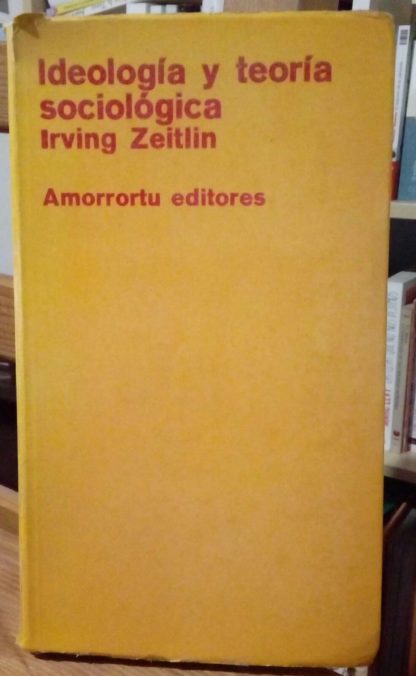 Ideología y teoría
sociológica
Irving Zeitlin
Amorrortu editores